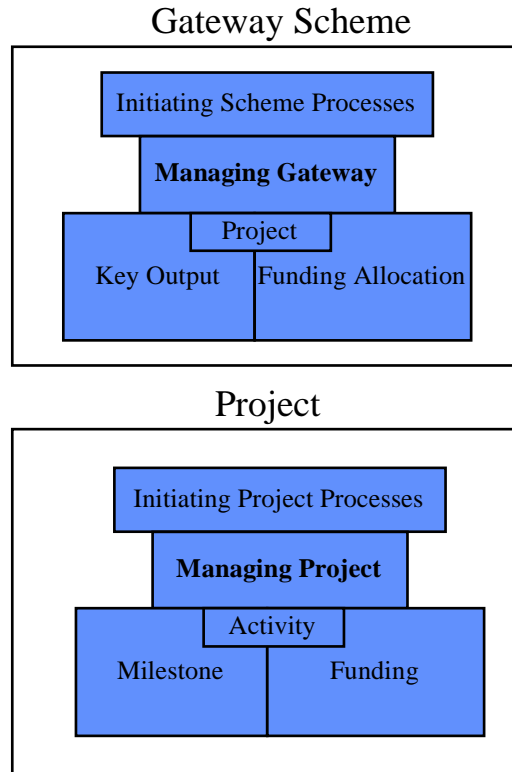 Gateway Scheme
Initiating Scheme Processes
Managing Gateway
Project
Key Output
Funding Allocation
Project
Initiating Project Processes
Managing Project
Activity
Milestone
Funding